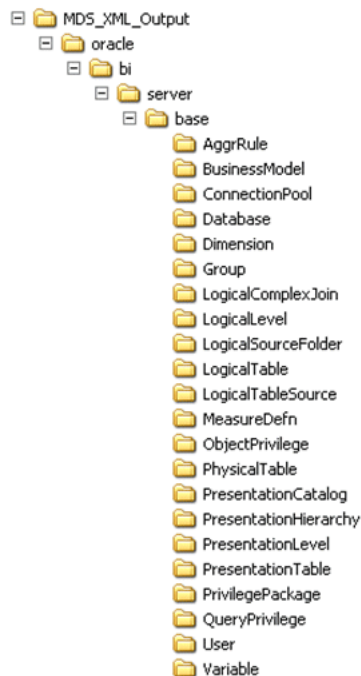 MDS_XML_Output
oracle
bi
server
base
AggrRule
BusinessModel
ConnectionPool
Database
Dimension
Group
LogicalComplexJoin
LogicalLevel
LogicalSourceFolder
LogicalTable
LogicalTableSource
MeasureDefn
ObjectPrivilege
PhysicalTable
PresentationCatalog
PresentationHierarchy
PresentationLevel
PresentationTable
PrivilegePackage
QueryPrivilege
User
Variable